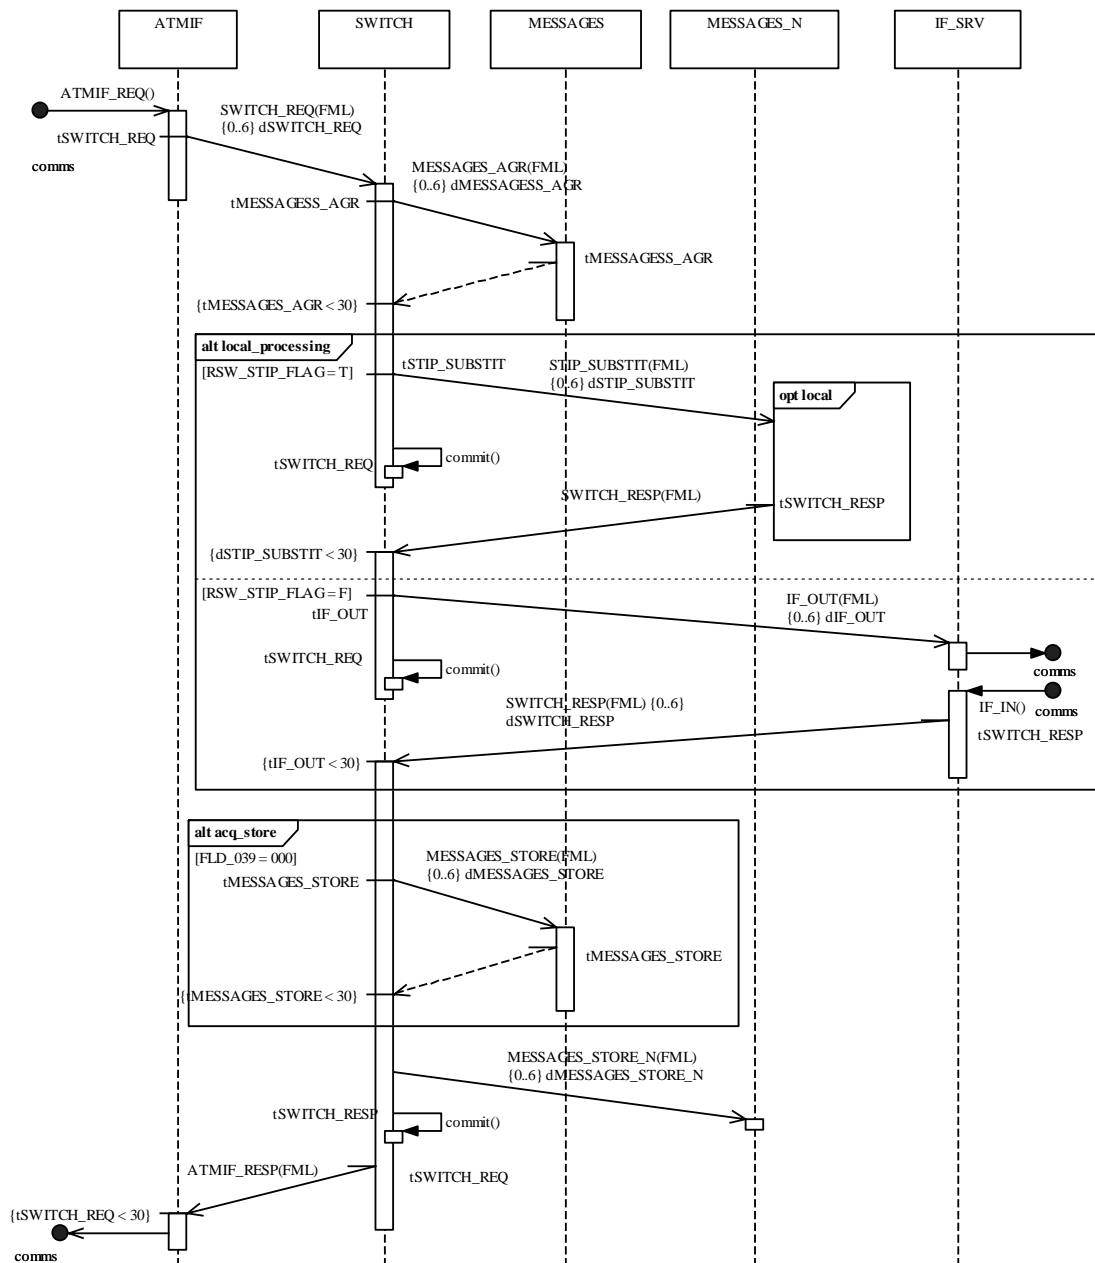 ATMIF
SWITCH
MESSAGES
MESSAGES_N
IF_SRV
ATMIF_REQ()
SWITCH_REQ(FML)
{0..6} dSWITCH_REQ
tSWITCH_REQ
comms
MESSAGES_AGR(FML)
{0..6} dMESSAGESS_AGR
tMESSAGESS_AGR
tMESSAGESS_AGR
{tMESSAGES_AGR < 30}
alt local_processing
[RSW_STIP_FLAG = T]
tSTIP_SUBSTIT
STIP_SUBSTIT(FML)
{0..6} dSTIP_SUBSTIT
opt local
tSWITCH_REQ
commit()
SWITCH_RESP(FML)
tSWITCH_RESP
{dSTIP_SUBSTIT < 30}
[RSW_STIP_FLAG = F]
tIF_OUT
IF_OUT(FML)
{0..6} dIF_OUT
tSWITCH_REQ
commit()
comms
SWITCH_RESP(FML) {0..6}
dSWITCH_RESP
IF_IN()
comms
tSWITCH_RESP
{tIF_OUT < 30}
alt acq_store
[FLD_039 = 000]
MESSAGES_STORE(FML)
{0..6} dMESSAGES_STORE
tMESSAGES_STORE
tMESSAGES_STORE
{tMESSAGES_STORE < 30}
MESSAGES_STORE_N(FML)
{0..6} dMESSAGES_STORE_N
tSWITCH_RESP
commit()
ATMIF_RESP(FML)
tSWITCH_REQ
{tSWITCH_REQ < 30}
comms